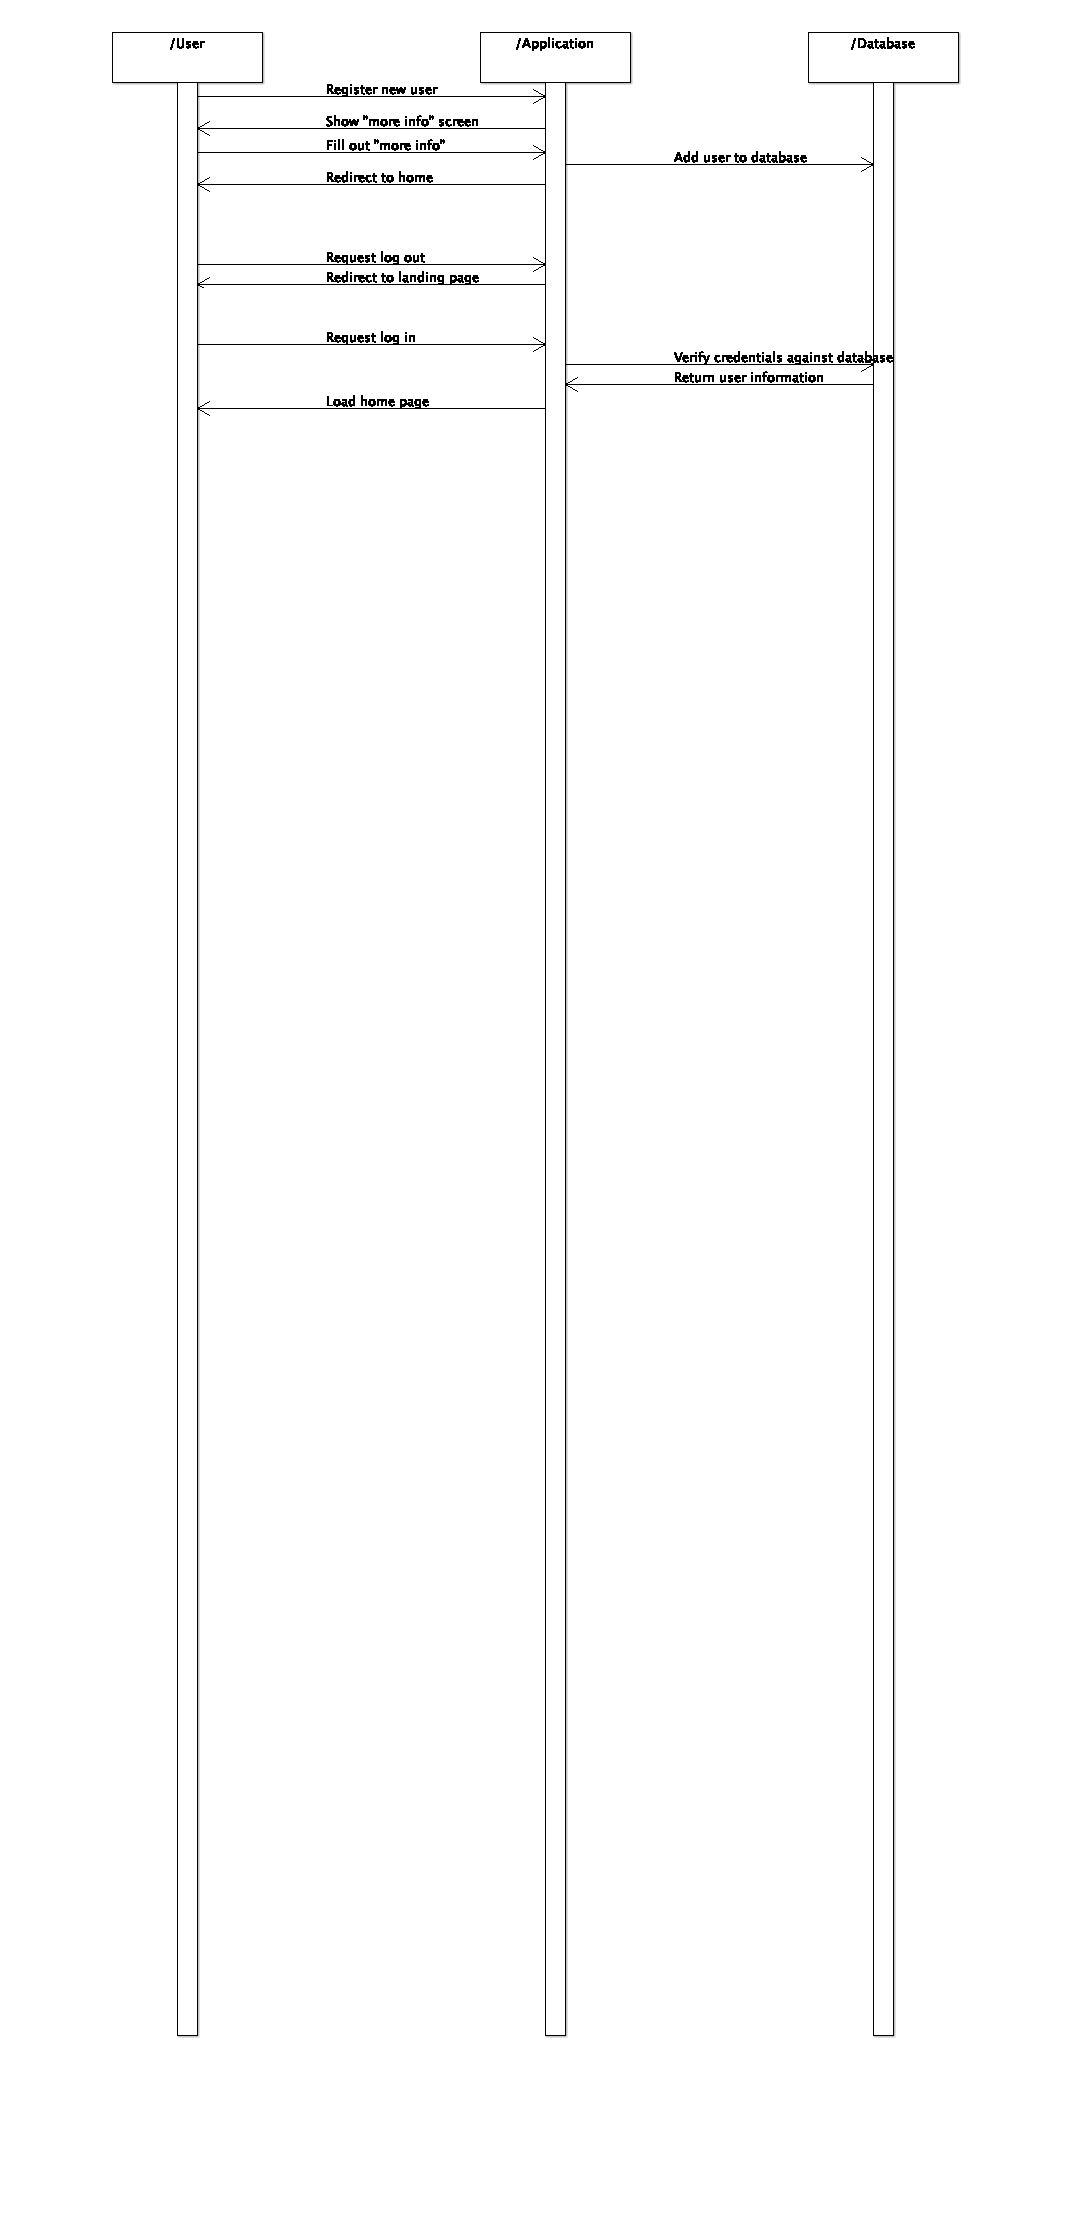 /User
/Application
/Database
Register new user
Show "more info" screen
Fill out "more info"
Add user to database
Redirect to home
Request log out
Redirect to landing page
Request log in
Verify credentials against database
Return user information
Load home page